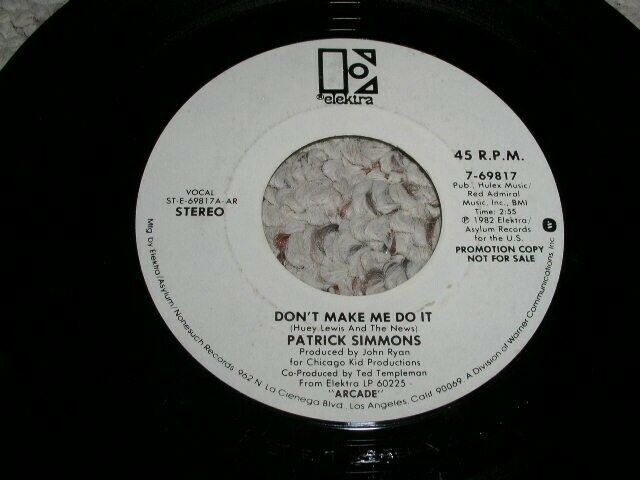 ® elektra
45 R.P.M.
7-69817
Pub., Hulex Music/
Red Admiral
Music, Inc., BMI
Time: 2:55
℗ 1982 Elektra/
Asylum Records
for the U.S.
PROMOTION COPY
NOT FOR SALE
VOCAL
ST-E-69817A-AR
STEREO
DON'T MAKE ME DO IT
(Huey Lewis And The News)
PATRICK SIMMONS
Produced by John Ryan
for Chicago Kid Productions
Co-Produced by Ted Templeman
From Elektra LP 60225 -
"ARCADE"
Mfg by Elektra/Asylum/Nonesuch Records 962 N. La Cienega Blvd., Los Angeles, Calif 90069. A Division of Warner Communications Inc